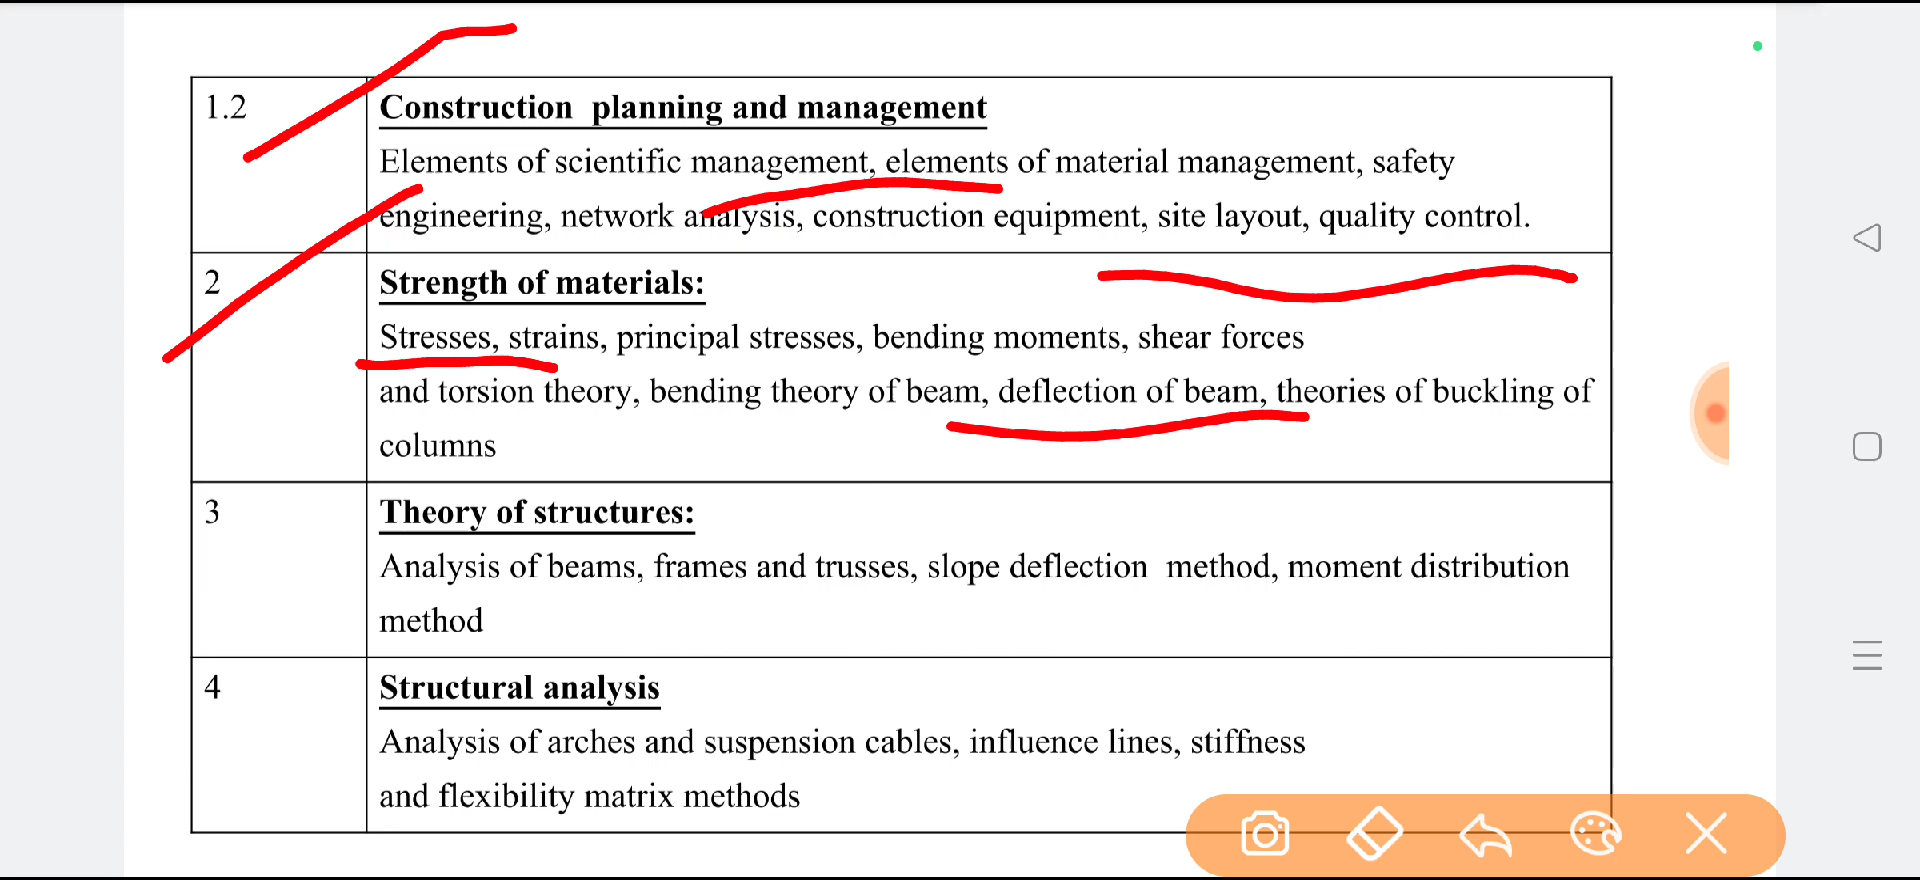 1.2
Construction planning and management
Elements of scientific management, elements of material management, safety
engineering, network analysis, construction equipment, site layout, quality control.
2
Strength of materials:
Stresses, strains, principal stresses, bending moments, shear forces
and torsion theory, bending theory of beam, deflection of beam, theories of buckling of
columns
3
Theory of structures:
Analysis of beams, frames and trusses, slope deflection method, moment distribution
method
4
Structural analysis
Analysis of arches and suspension cables, influence lines, stiffness
and flexibility matrix methods